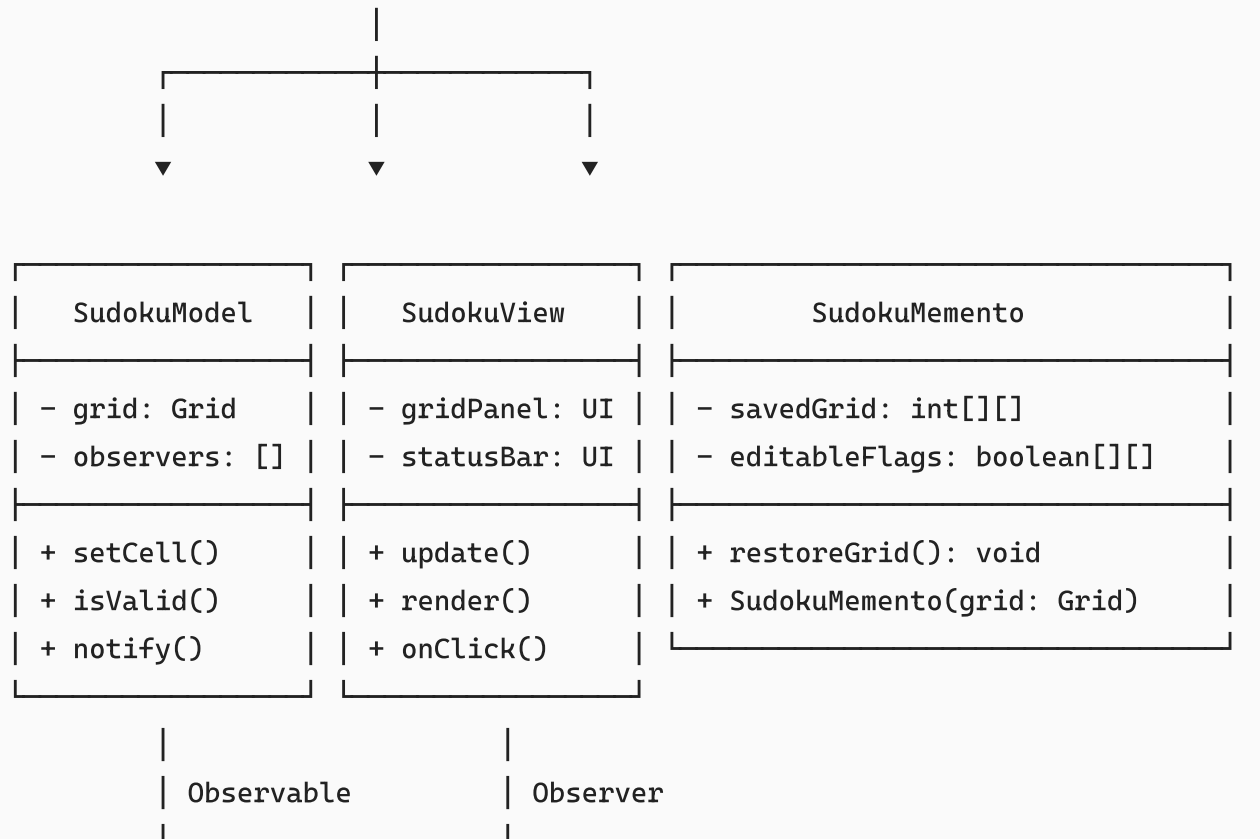 SudokuModel SudokuView SudokuMemento
- grid: Grid - gridPanel: UI - savedGrid: int[][]
- observers: [] - statusBar: UI - editableFlags: boolean[][]
+ setCell() + update() + restoreGrid(): void
+ isValid() + render() + SudokuMemento(grid: Grid)
+ notify() + onClick()
Observable Observer